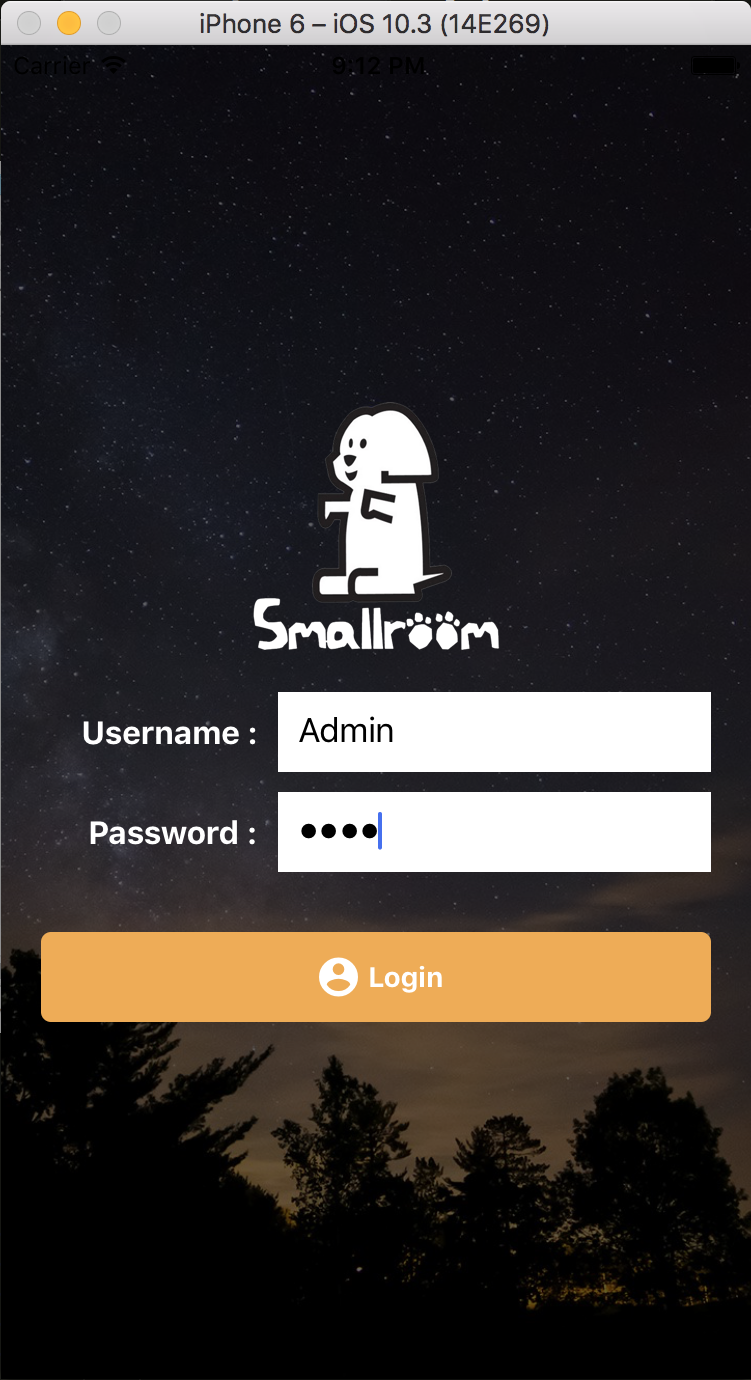 iPhone 6 – iOS 10.3 (14E269)
Carrier 9:12 PM
Smallroom
Username : Admin
Password : ••••
Login